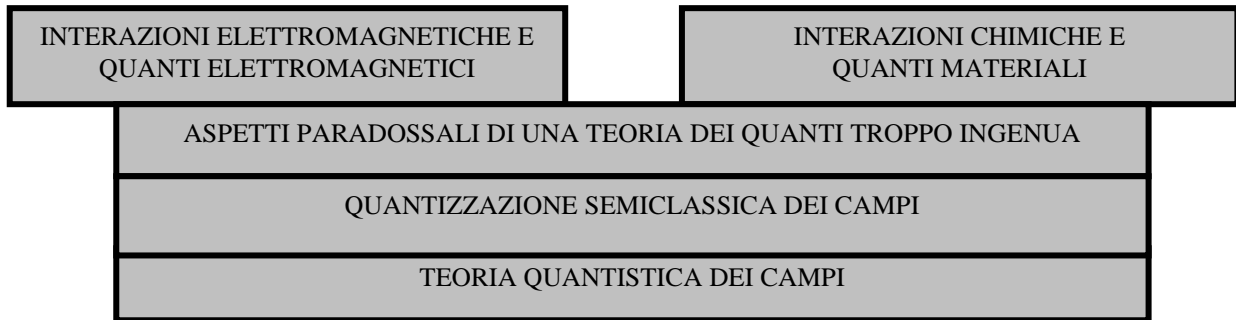 INTERAZIONI ELETTROMAGNETICHE E
QUANTI ELETTROMAGNETICI
INTERAZIONI CHIMICHE E
QUANTI MATERIALI
ASPETTI PARADOSSALI DI UNA TEORIA DEI QUANTI TROPPO INGENUA
QUANTIZZAZIONE SEMICLASSICA DEI CAMPI
TEORIA QUANTISTICA DEI CAMPI